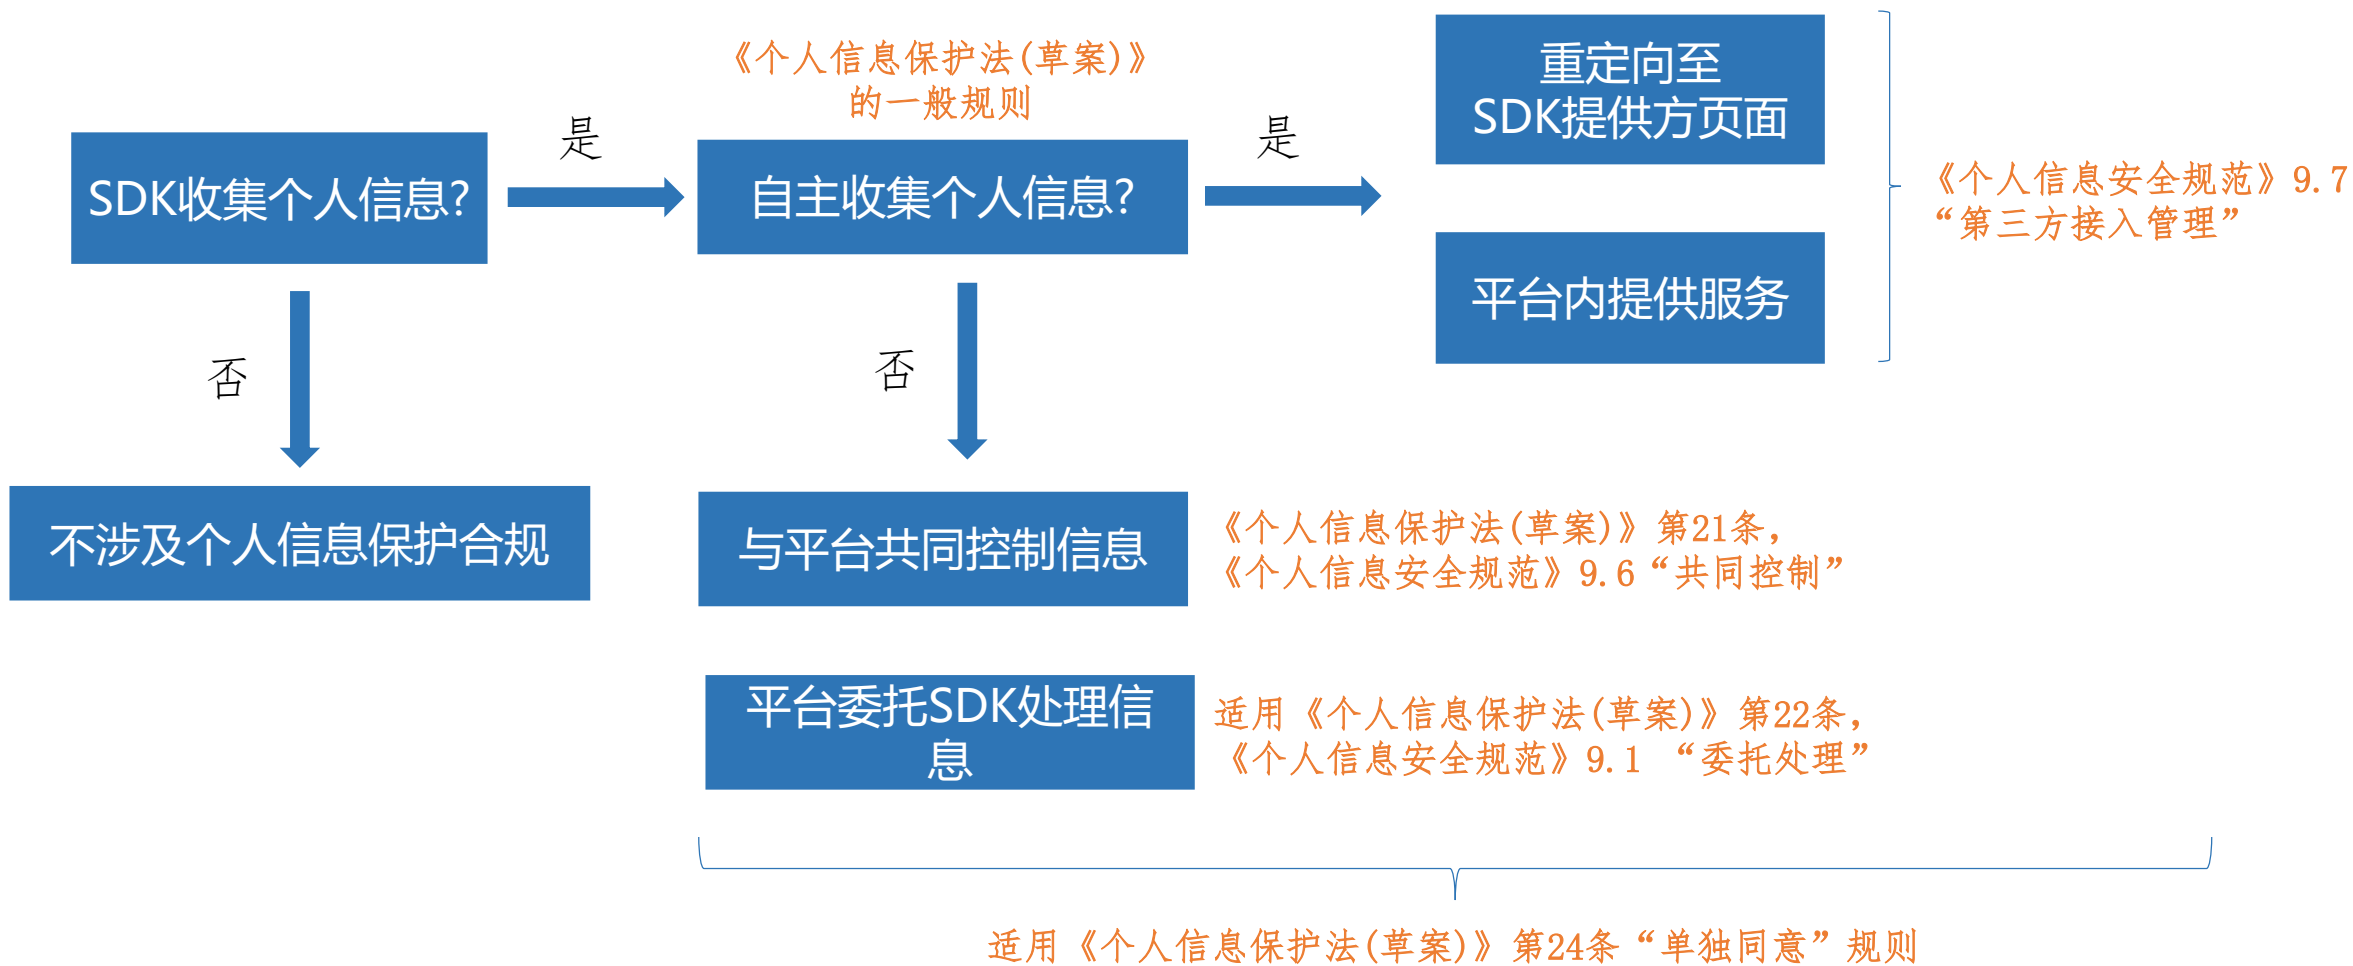 《个人信息保护法(草案)》
的一般规则
SDK收集个人信息?
是
自主收集个人信息?
是
重定向至
SDK提供方页面
平台内提供服务
《个人信息安全规范》9.7
“第三方接入管理”
否
否
不涉及个人信息保护合规
与平台共同控制信息
《个人信息保护法(草案)》第21条，
《个人信息安全规范》9.6“共同控制”
平台委托SDK处理信
息
适用《个人信息保护法(草案)》第22条，
《个人信息安全规范》9.1 “委托处理”
适用《个人信息保护法(草案)》第24条“单独同意”规则